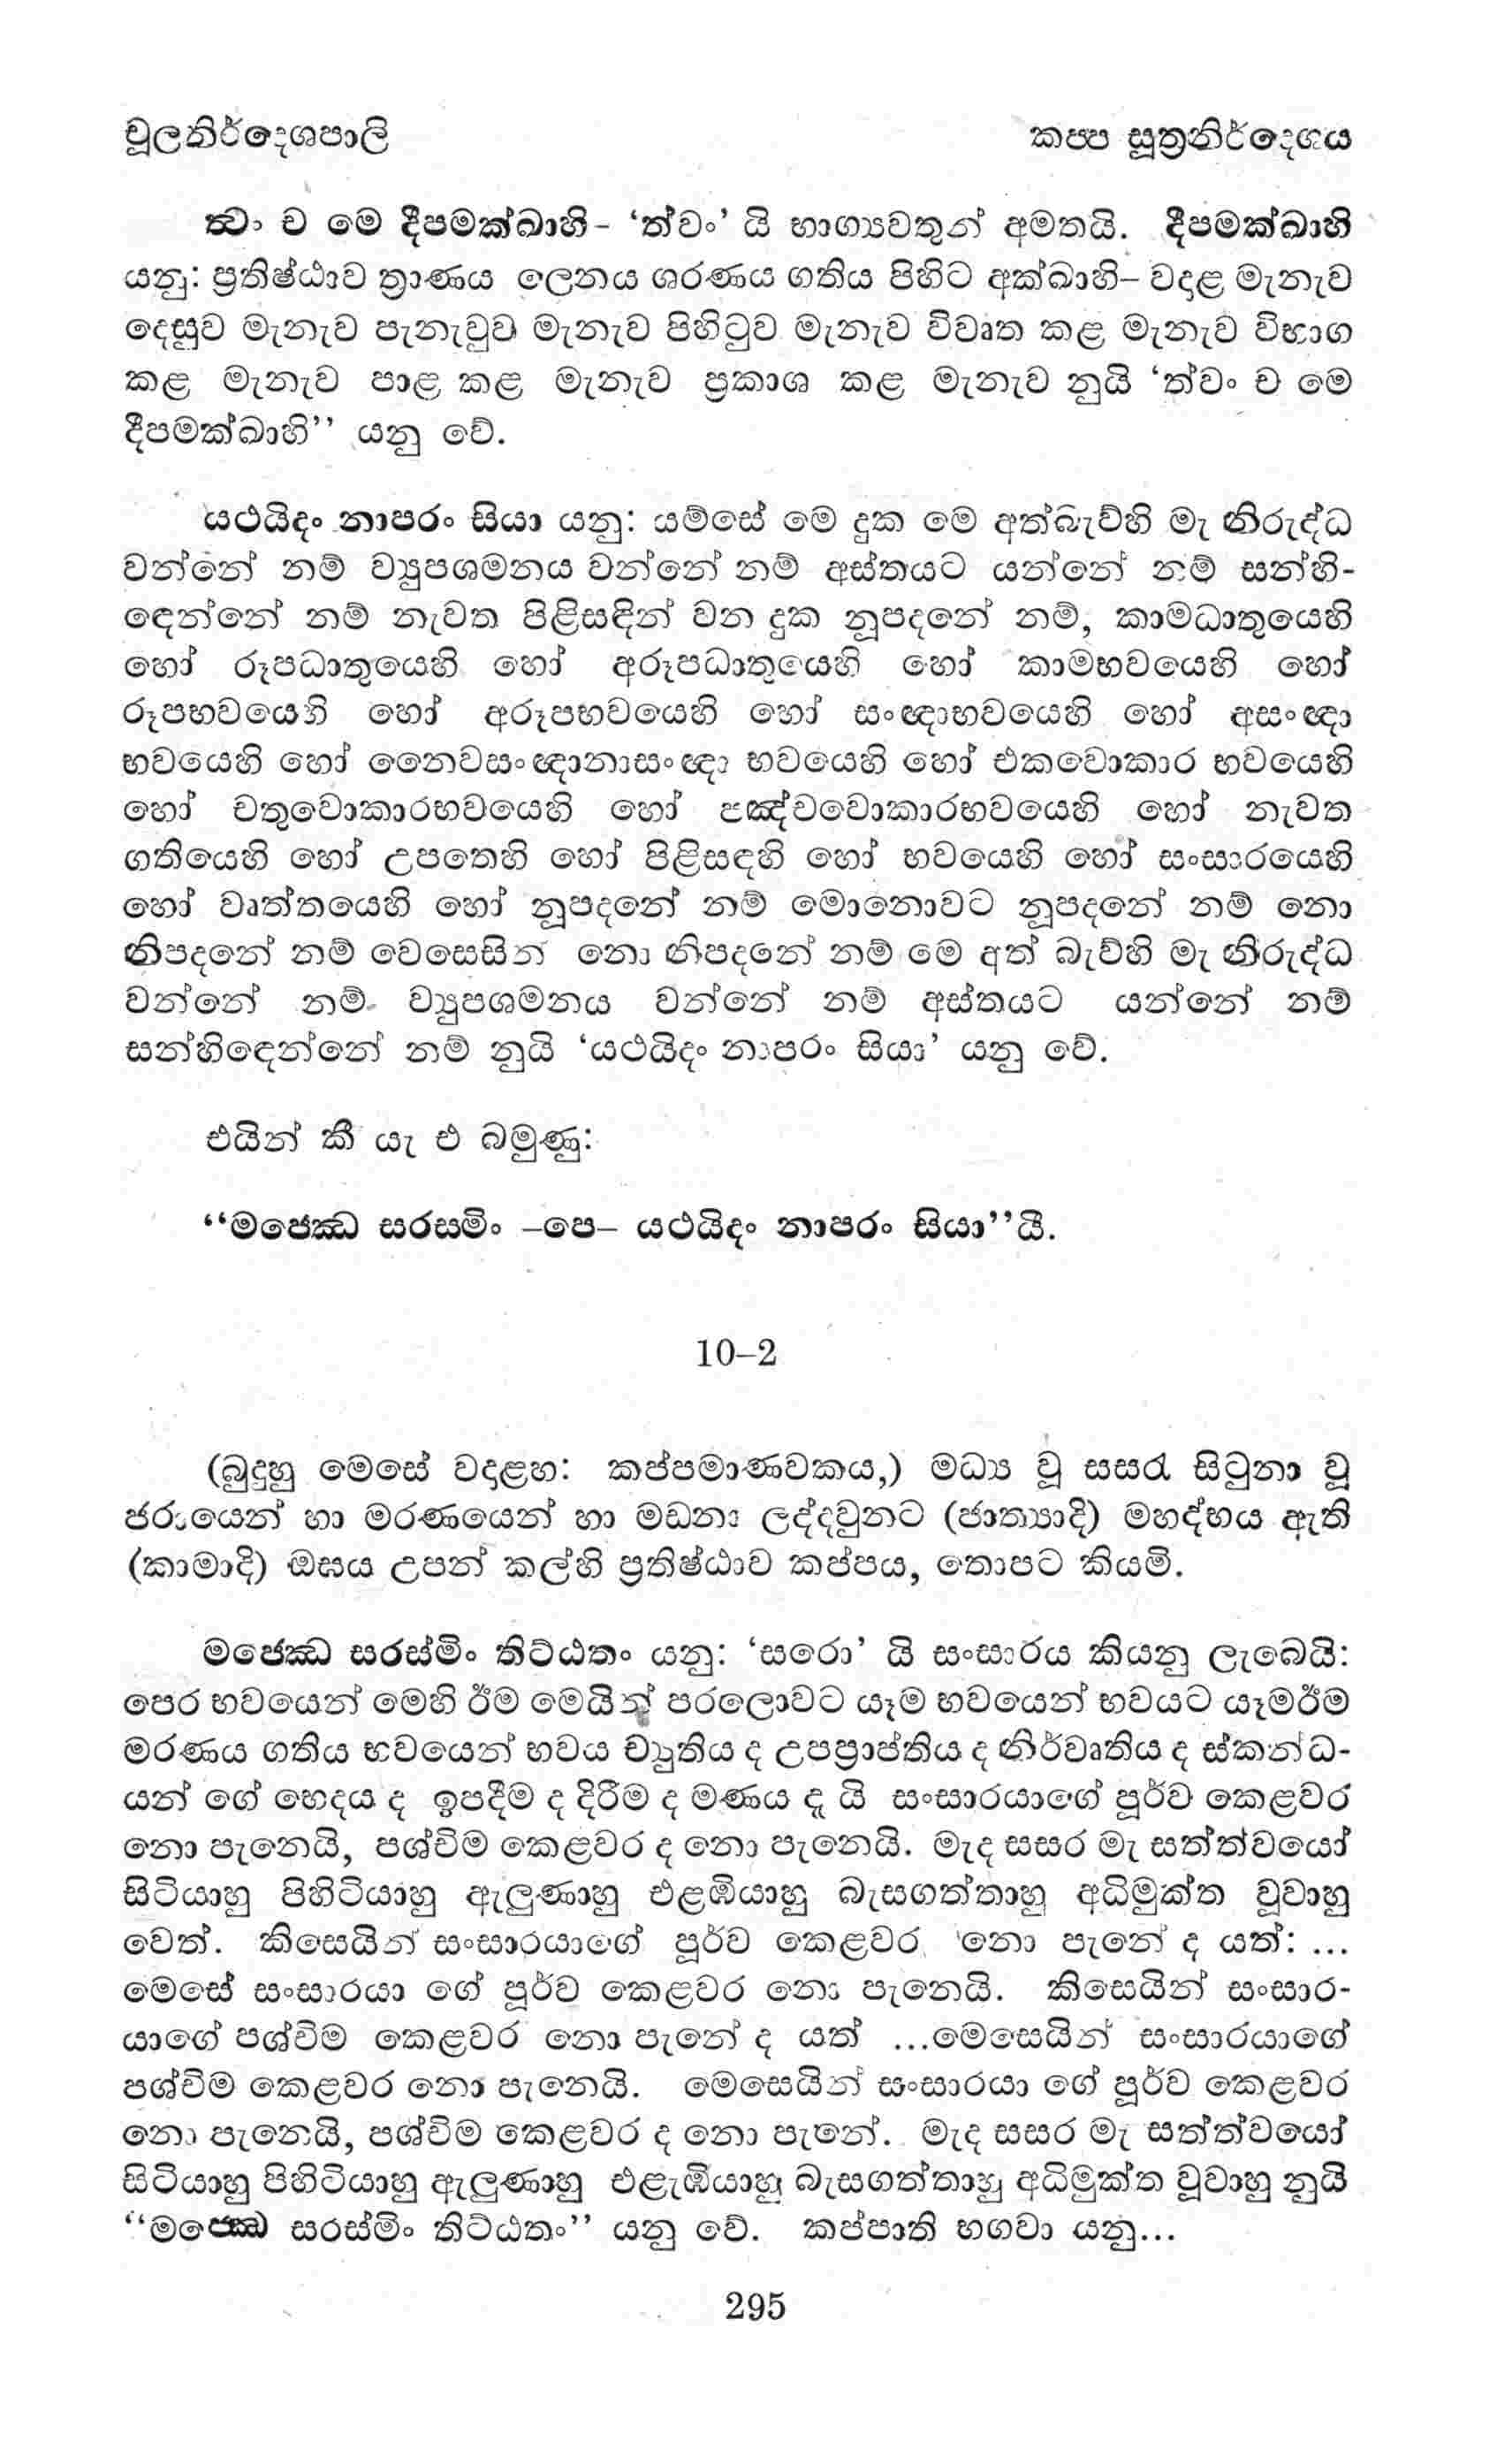 චූලනිර්දෙශපාලි
කප්ප සූත්‍රනිර්දෙශය
ත්වං ච මෙ දීපමක්ඛාහි- ‘ත්වං’ යි භාග්‍යවතුන් අමතයි. දීපමක්ඛාහි
යනු: ප්‍රතිෂ්ඨාව ත්‍රාණය ලෙනය ශරණය ගතිය පිහිට අක්ඛාහි– වදාළ මැනැව
දෙසුව මැනැව පැනැවුව මැනැව පිහිටුව මැනැව විවෘත කළ මැනැව විභාග
කළ මැනැව පාළ කළ මැනැව ප්‍රකාශ කළ මැනැව නුයි ‘ත්වං ච මෙ
දීපමක්ඛාහි’’ යනු වේ.
යථයිදං නාපරං සියා යනු: යම්සේ මෙ දුක මෙ අත්බැව්හි මැ නිරුද්ධ
වන්නේ නම් ව්‍යුපශමනය වන්නේ නම් අස්තයට යන්නේ නම් සන්හි-
ඳෙන්නේ නම් නැවත පිළිසඳින් වන දුක නූපදනේ නම්, කාමධාතුයෙහි
හෝ රූපධාතුයෙහි හෝ අරූපධාතුයෙහි හෝ කාමභවයෙහි හෝ
රූපභවයෙහි හෝ අරූපභවයෙහි හෝ සංඥාභවයෙහි හෝ අසංඥා
භවයෙහි හෝ නෛවසංඥානාසංඥා භවයෙහි හෝ එකවොකාර භවයෙහි
හෝ චතුවොකාරභවයෙහි හෝ පඤ්චවොකාරභවයෙහි හෝ නැවත
ගතියෙහි හෝ උපතෙහි හෝ පිළිසඳහි හෝ භවයෙහි හෝ සංසාරයෙහි
හෝ වෘත්තයෙහි හෝ නූපදනේ නම් මොනොවට නූපදනේ නම් නො
නිපදනේ නම් වෙසෙසින් නො නිපදනේ නම් මෙ අත් බැව්හි මැ නිරුද්ධ
වන්නේ නම් ව්‍යුපශමනය වන්නේ නම් අස්තයට යන්නේ නම්
සන්හිඳෙන්නේ නම් නුයි ‘යථයිදං නාපරං සියා’ යනු වේ.
එයින් කී යැ එ බමුණු:
‘‘මජ්ඣෙ සරස්මිං –පෙ– යථයිදං නාපරං සියා’’යී.
10–2
(බුදුහු මෙසේ වදාළහ: කප්පමාණවකය,) මධ්‍ය වූ සසරැ සිටුනා වූ
ජරායෙන් හා මරණයෙන් හා මඩනා ලද්දවුනට (ජාත්‍යාදි) මහද්භය ඇති
(කාමාදි) ඔඝය උපන් කල්හි ප්‍රතිෂ්ඨාව කප්පය, තොපට කියමි.
මජ්ඣෙ සරස්මිං තිට්ඨතං යනු: ‘සරො’ යි සංසාරය කියනු ලැබෙයි:
පෙර භවයෙන් මෙහි ඊම මෙයින් පරලොවට යෑම භවයෙන් භවයට යෑමඊම
මරණය ගතිය භවයෙන් භවය ච්‍යුතිය ද උපප්‍රාප්තිය ද නිර්වෘතිය ද ස්කන්ධ-
යන් ගේ භෙදය ද ඉපදීම ද දිරීම ද මණය දැ යි සංසාරයාගේ පූර්ව කෙළවර
නො පැනෙයි, පශ්චිම කෙළවර ද නො පැනෙයි. මැද සසර මැ සත්ත්වයෝ
සිටියාහු පිහිටියාහු ඇලුණාහු එළඹියාහු බැසගත්තාහු අධිමුක්ත වූවාහු
වෙත්. කිසෙයින් සංසාරයාගේ පූර්ව කෙළවර නො පැනේ ද යත්: ...
මෙසේ සංසාරයා ගේ පූර්ව කෙළවර නො පැනෙයි. කිසෙයින් සංසාර-
යාගේ පශ්චිම කෙළවර නො පැනේ ද යත් ...මෙසෙයින් සංසාරයාගේ
පශ්චිම කෙළවර නො පැනෙයි. මෙසෙයින් සංසාරයා ගේ පූර්ව කෙළවර
නො පැනෙයි, පශ්චිම කෙළවර ද නො පැනේ. මැද සසර මැ සත්ත්වයෝ
සිටියාහු පිහිටියාහු ඇලුණාහු එළැඹියාහු බැසගත්තාහු අධිමුක්ත වූවාහු නුයි
‘‘මජ්ඣෙ සරස්මිං තිට්ඨතං’’ යනු වේ. කප්පාති භගවා යනු...
295